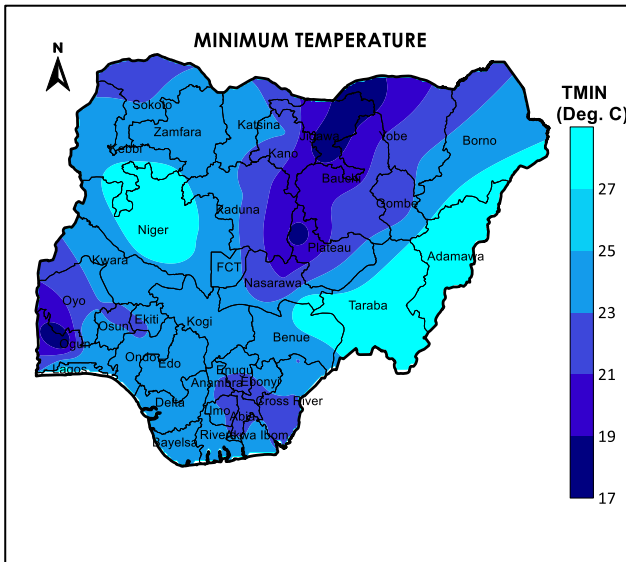 N
MINIMUM TEMPERATURE
TMIN
(Deg. C)
Sokoto
Zamfara
Katsina
Jigawa
Yobe
Borno
Kebbi
Kano
Bauchi
Gombe
Kaduna
Niger
Plateau
Adamawa
Kwara
FCT
Nasarawa
Taraba
Oyo
Osun
Ekiti
Kogi
Benue
Ogun
Ondo
Edo
Lagos
Enugu
Anambra
Ebonyi
Delta
Imo
Abia
Cross River
Bayelsa
Rivers
Akwa Ibom
27
25
23
21
19
17